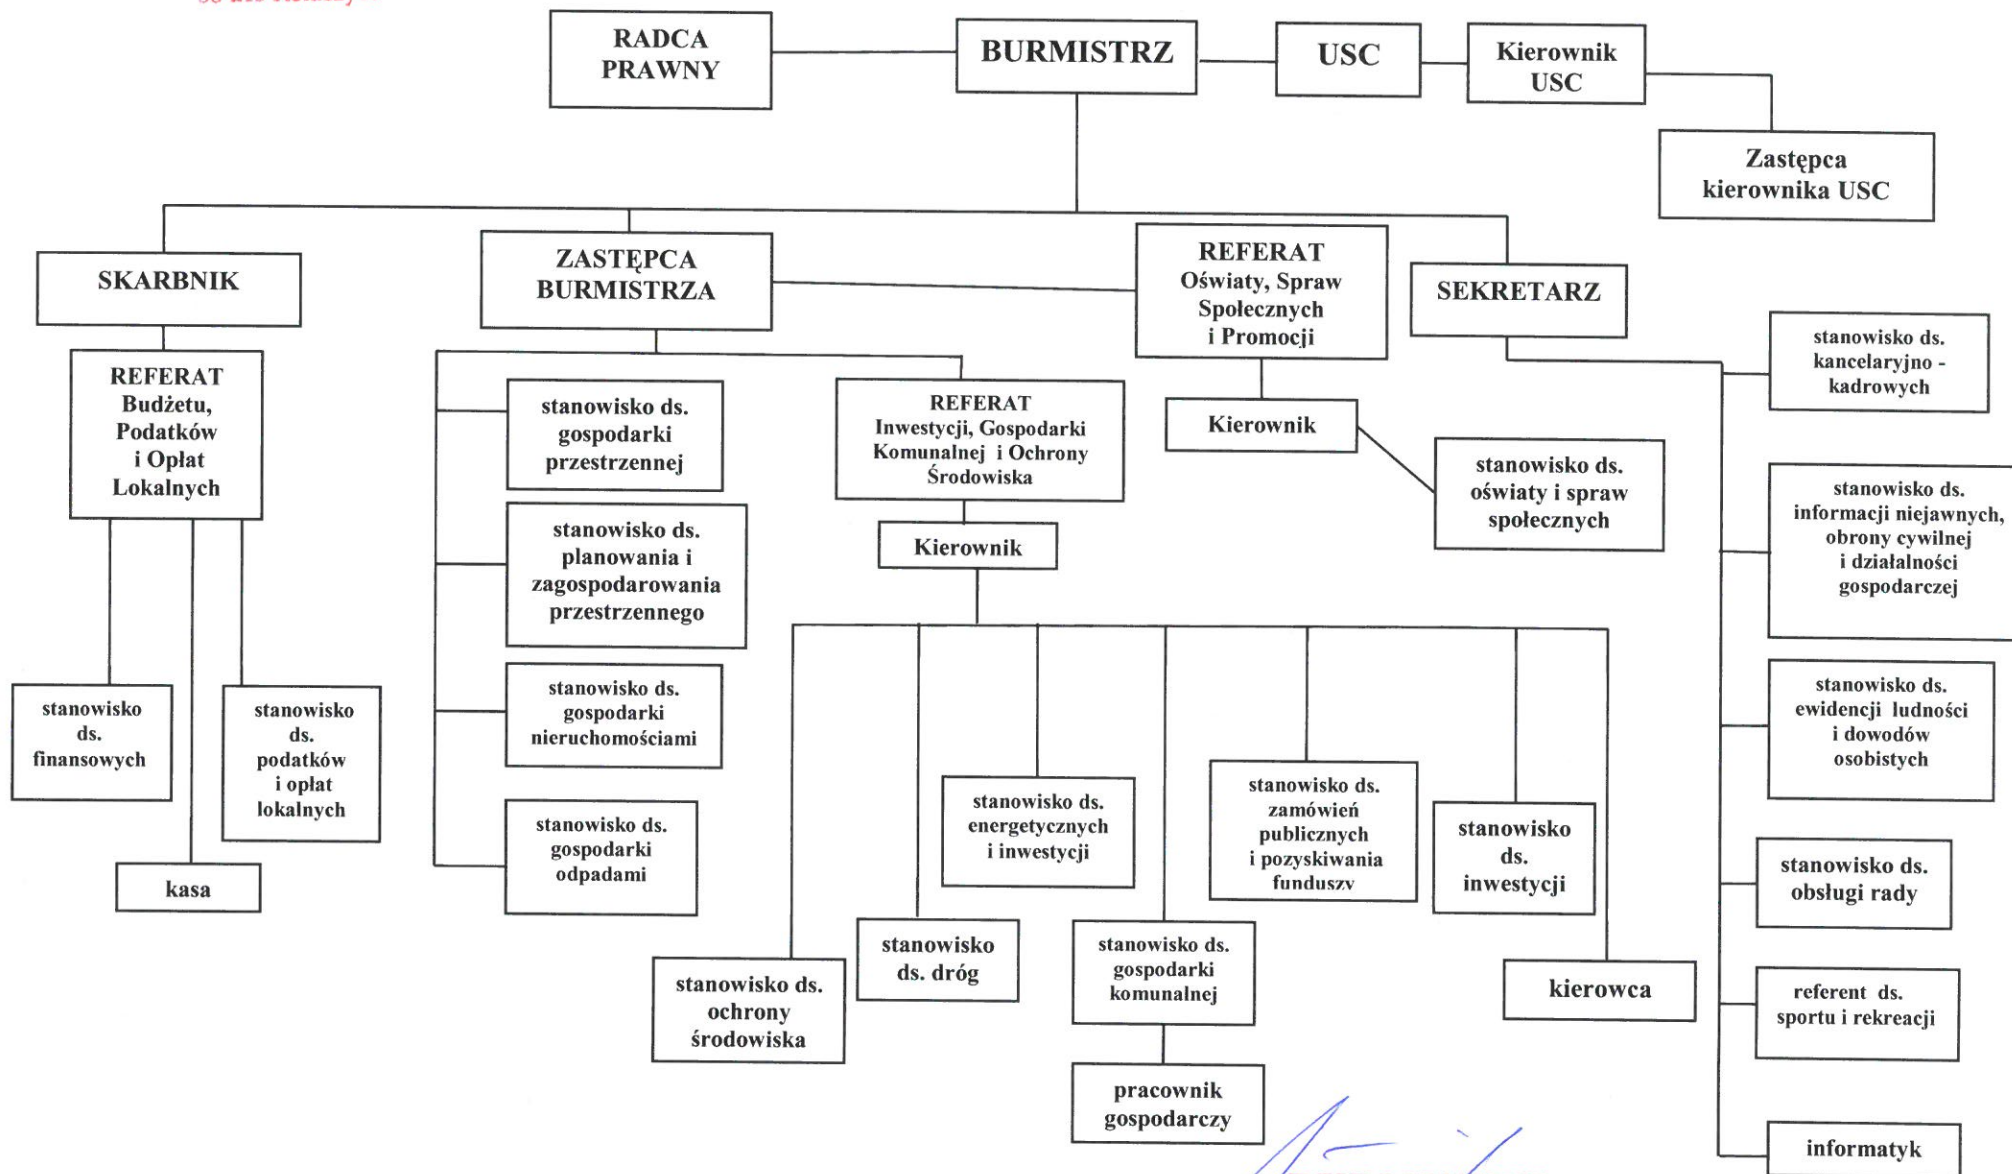 RADCA
PRAWNY
BURMISTRZ
USC
Kierownik
USC
Zastępca
kierownika USC
SKARBNIK
ZASTĘPCA
BURMISTRZA
REFERAT
Oświaty, Spraw
Społecznych
i Promocji
SEKRETARZ
REFERAT
Budżetu,
Podatków
i Opłat
Lokalnych
stanowisko
ds.
finansowych
kasa
stanowisko
ds.
podatków
i opłat
lokalnych
stanowisko ds.
gospodarki
przestrzennej
stanowisko ds.
planowania i
zagospodarowania
przestrzennego
stanowisko ds.
gospodarki
nieruchomościami
stanowisko ds.
gospodarki
odpadami
REFERAT
Inwestycji, Gospodarki
Komunalnej i Ochrony
Środowiska
Kierownik
stanowisko ds.
ochrony
środowiska
stanowisko
ds. dróg
stanowisko ds.
energetycznych
i inwestycji
stanowisko ds.
gospodarki
komunalnej
pracownik
gospodarczy
stanowisko ds.
zamówień
publicznych
i pozyskiwania
funduszy
stanowisko
ds.
inwestycji
kierowca
Kierownik
stanowisko ds.
oświaty i spraw
społecznych
stanowisko ds.
kancelaryjno -
kadrowych
stanowisko ds.
informacji niejawnych,
obrony cywilnej
i działalności
gospodarczej
stanowisko ds.
ewidencji ludności
i dowodów
osobistych
stanowisko ds.
obsługi rady
referent ds.
sportu i rekreacji
informatyk